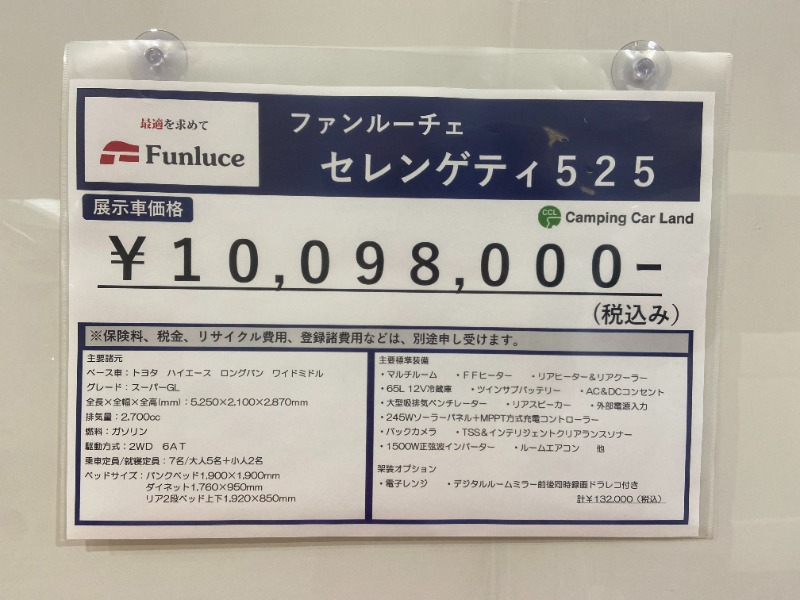 最適を求めて
Funluce
ファンルーチェ
セレンゲティ525
展示車価格
CCL Camping Car Land
¥10,098,000-
(税込み)
※保険料、税金、リサイクル費用、登録諸費用などは、別途申し受けます。
主要諸元
ベース車：トヨタ ハイエース ロングバン ワイドミドル
グレード：スーパーGL
全長×全幅×全高(mm)：5,250×2,100×2,870mm
排気量：2,700cc
燃料：ガソリン
駆動方式：2WD 6AT
乗車定員/就寝定員：7名/大人5名+小人2名
ベッドサイズ：バンクベッド1,900×1,900mm
ダイネット1,760×950mm
リア2段ベッド上下1,920×850mm
主要標準装備
・マルチルーム ・FFヒーター ・リアヒーター&リアクーラー
・65L 12V冷蔵庫 ・ツインサブバッテリー ・AC&DCコンセント
・大型吸排気ベンチレーター ・リアスピーカー ・外部電源入力
・245Wソーラーパネル+MPPT方式充電コントローラー
・バックカメラ ・TSS&インテリジェントクリアランスソナー
・1500W正弦波インバーター ・ルームエアコン 他
架装オプション
・電子レンジ ・デジタルルームミラー前後同時録画ドラレコ付き
計¥132,000（税込）